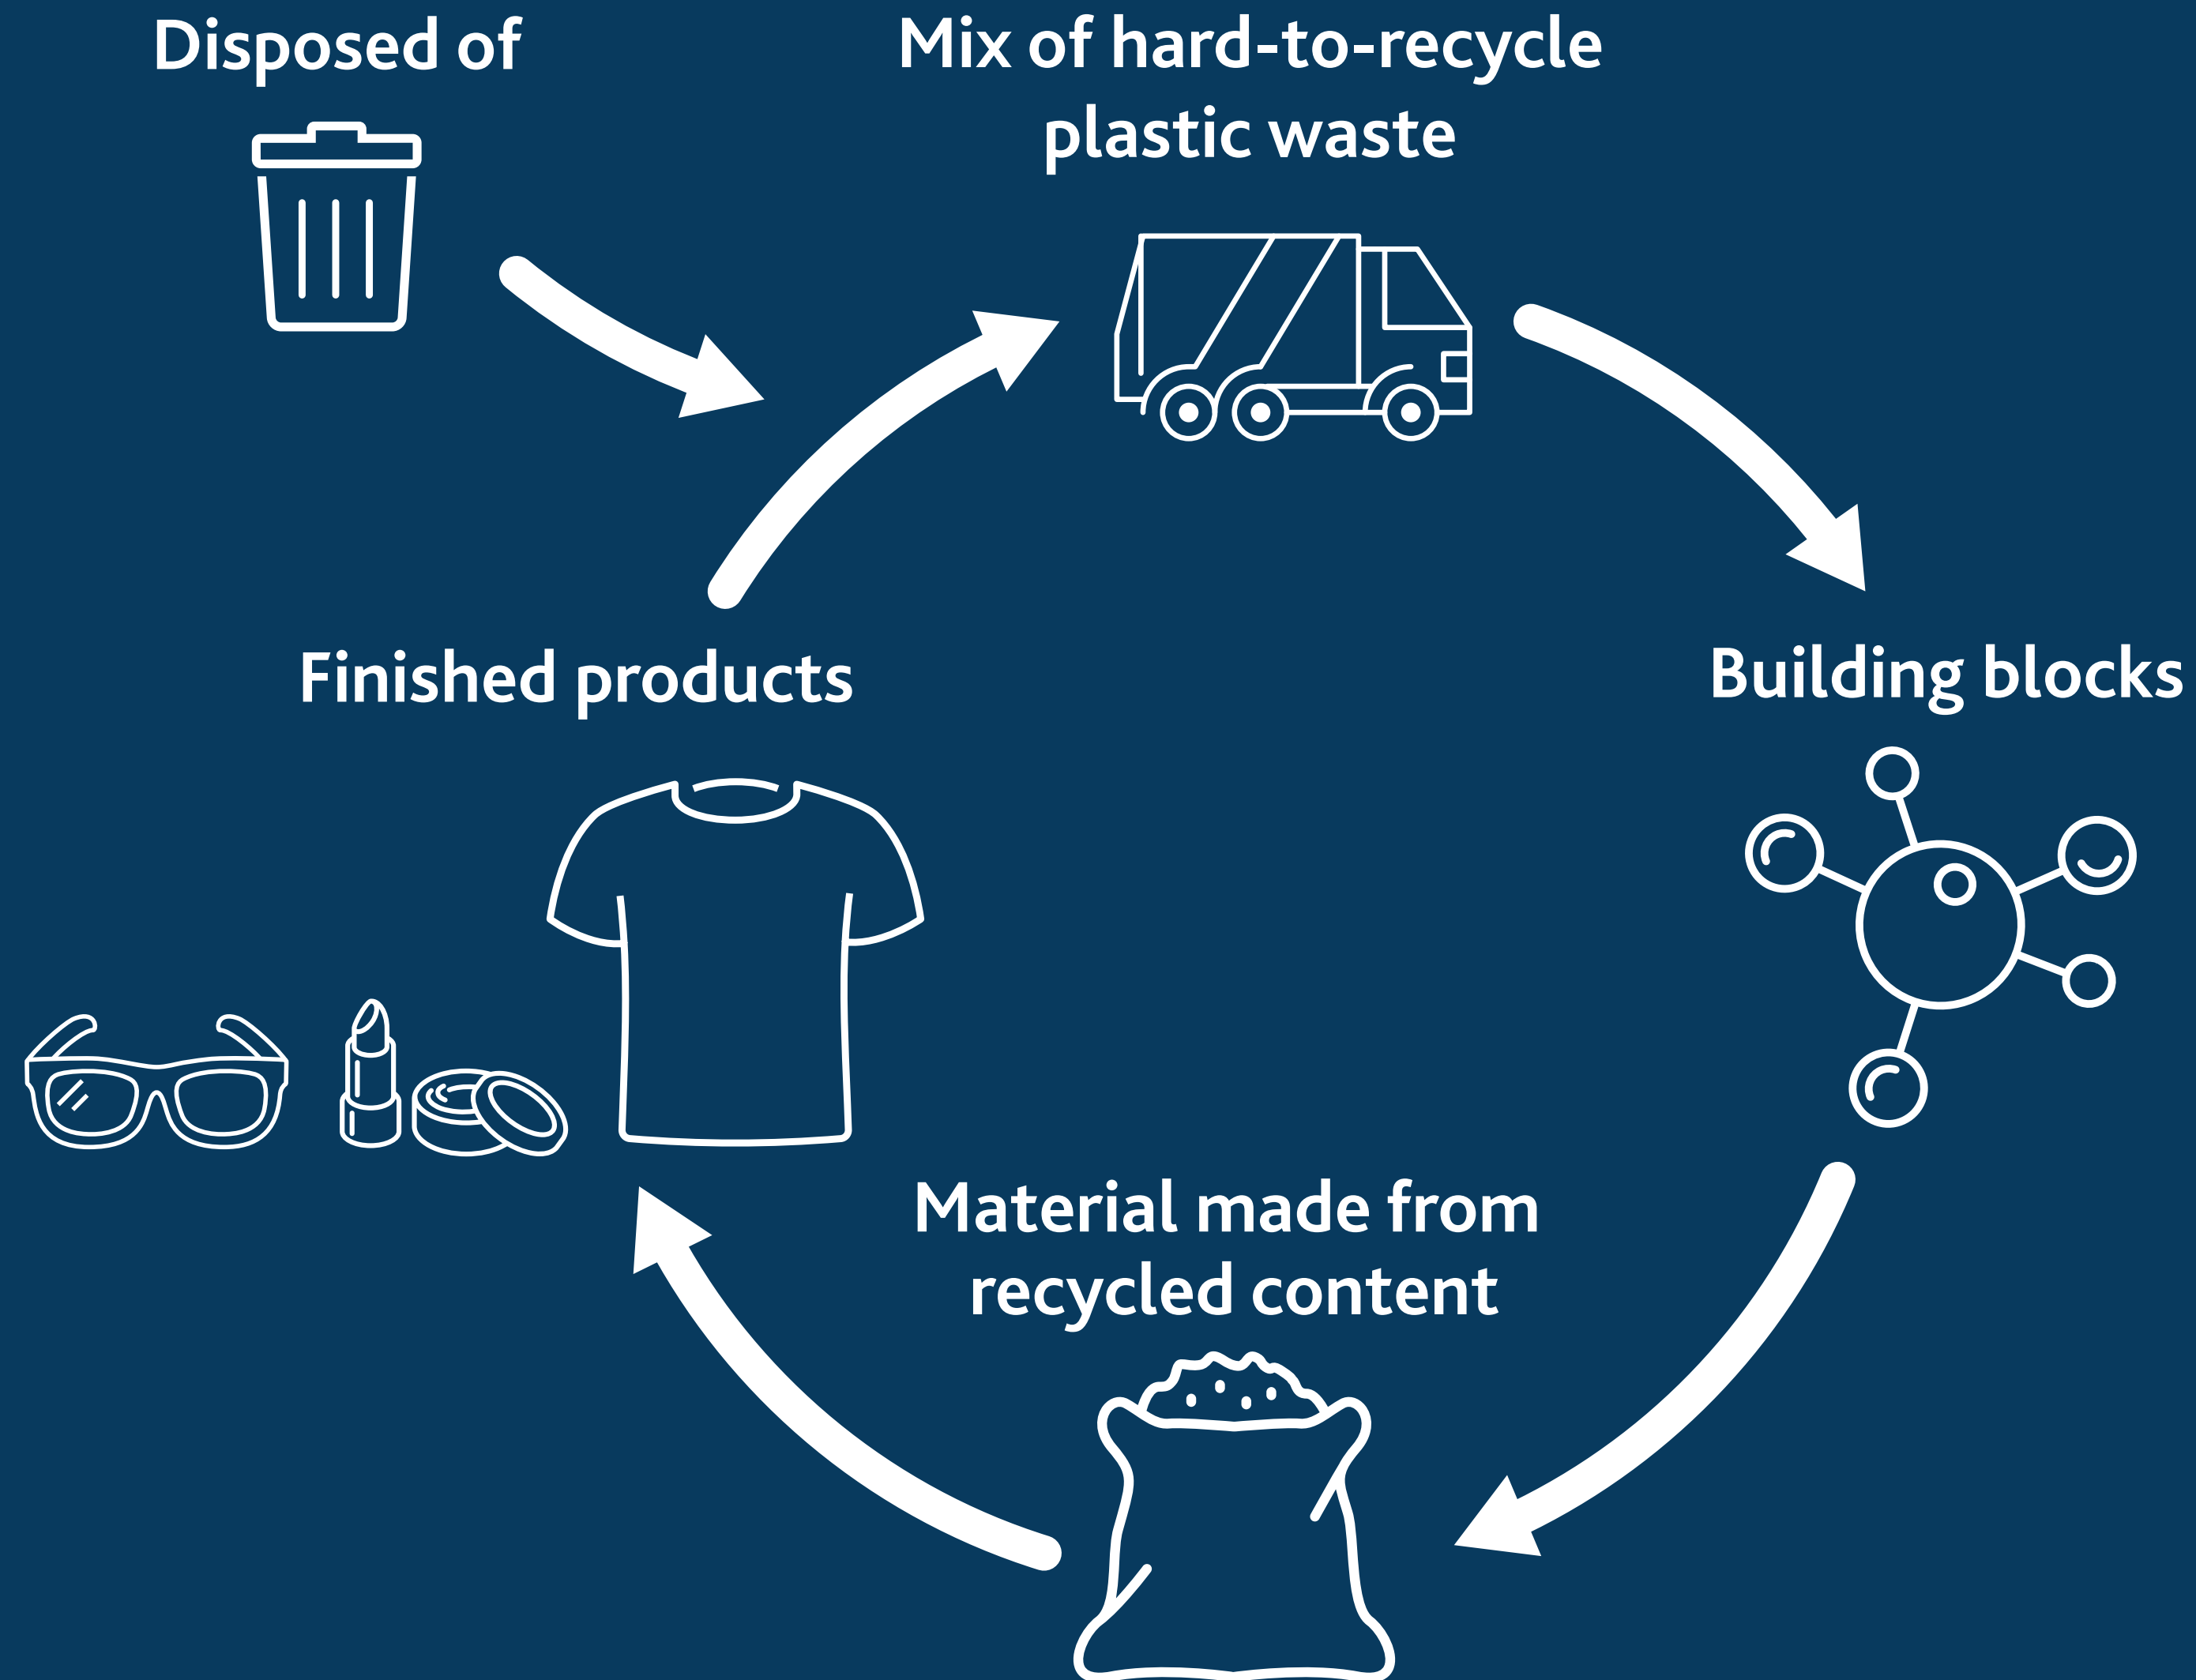 Disposed of
Mix of hard-to-recycle
plastic waste
Finished products
Building blocks
Material made from
recycled content